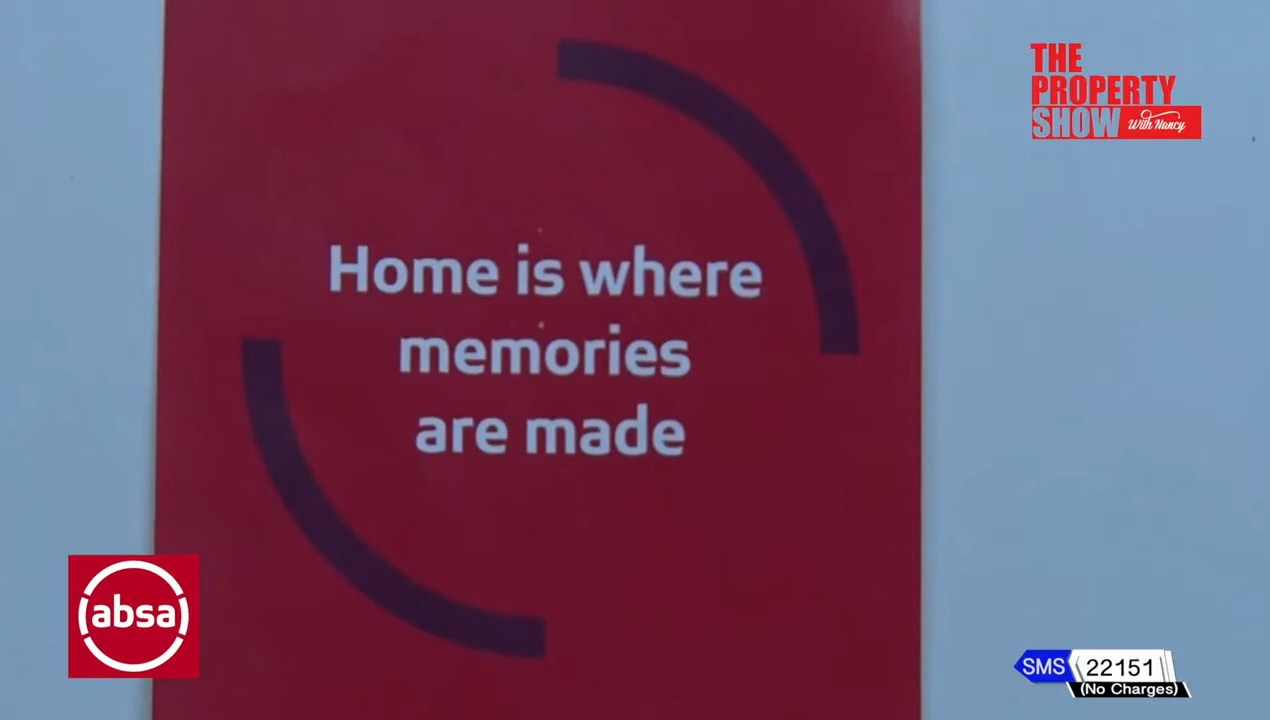 THE
PROPERTY
SHOW With Nancy
Home is where
memories
are made
absa
SMS 22151
(No Charges)